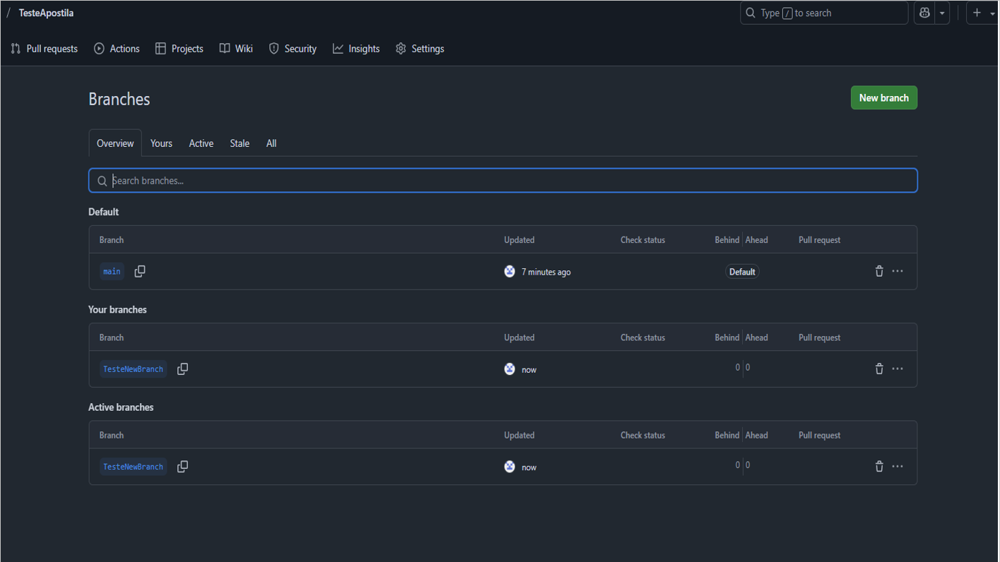 / TesteApostila Type / to search
Pull requests Actions Projects Wiki Security Insights Settings
Branches New branch
Overview Yours Active Stale All
Search branches...
Default
Branch Updated Check status Behind Ahead Pull request
main 7 minutes ago Default
Your branches
Branch Updated Check status Behind Ahead Pull request
TesteNewBranch now 0 0
Active branches
Branch Updated Check status Behind Ahead Pull request
TesteNewBranch now 0 0